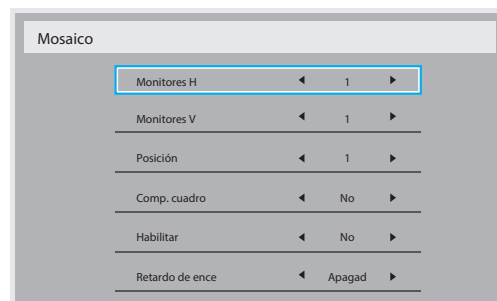 Mosaico
Monitores H 1
Monitores V 1
Posición 1
Comp. cuadro No
Habilitar No
Retardo de ence Apagad